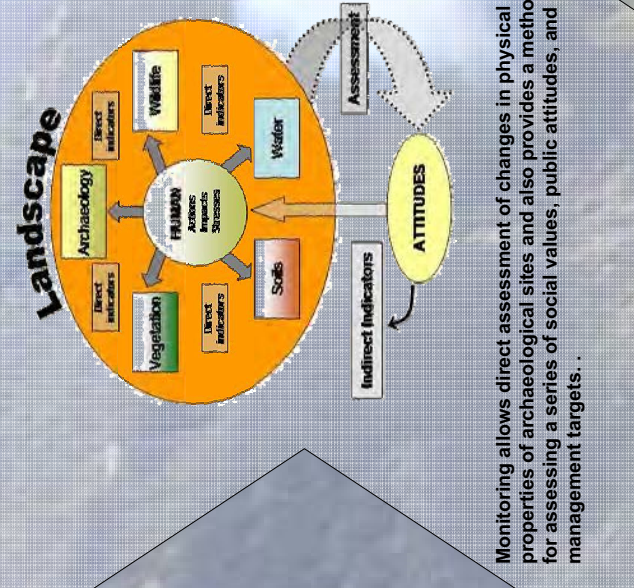 Landscape
Archaeology
Direct
indicators
Direct
indicators
Vegetation
Wildlife
HUMAN
Actions
Impacts
Stresses
Direct
indicators
Direct
indicators
Soils
Water
Indirect Indicators
ATTITUDES
Assessment
Monitoring allows direct assessment of changes in physical
properties of archaeological sites and also provides a metho
for assessing a series of social values, public attitudes, and
management targets. .